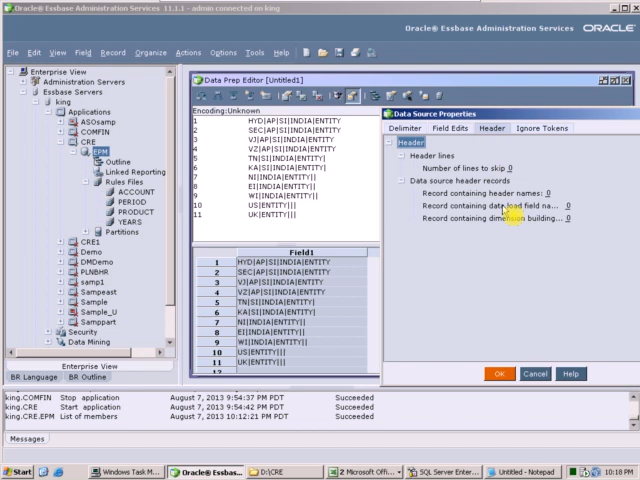 Oracle® Essbase Administration Services 11.1.1 - admin connected on king
Oracle® Essbase Administration Services ORACLE
File Edit View Field Record Organize Actions Options Tools Help
Enterprise View
Administration Servers
Essbase Servers
king
Applications
ASOsamp
COMFIN
CRE
EPM
Outline
Linked Reporting
Rules Files
ACCOUNT
PERIOD
PRODUCT
YEARS
Partitions
CRE1
Demo
DMDemo
PLNBHR
samp1
Sampeast
Sample
Sample_U
Samppart
Security
Data Mining
Enterprise View
BR Language BR Outline
Data Prep Editor [Untitled1]
Encoding:Unknown
1 HYD|AP|SI|INDIA|ENTITY
2 SEC|AP|SI|INDIA|ENTITY
3 VJ|AP|SI|INDIA|ENTITY
4 VZ|AP|SI|INDIA|ENTITY
5 TN|SI|INDIA|ENTITY|
6 KA|SI|INDIA|ENTITY|
7 NI|INDIA|ENTITY||
8 EI|INDIA|ENTITY||
9 WI|INDIA|ENTITY||
10 US|ENTITY|||
11 UK|ENTITY|||
Field1
1 HYD|AP|SI|INDIA|ENTITY
2 SEC|AP|SI|INDIA|ENTITY
3 VJ|AP|SI|INDIA|ENTITY
4 VZ|AP|SI|INDIA|ENTITY
5 TN|SI|INDIA|ENTITY|
6 KA|SI|INDIA|ENTITY|
7 NI|INDIA|ENTITY||
8 EI|INDIA|ENTITY||
9 WI|INDIA|ENTITY||
10 US|ENTITY|||
11 UK|ENTITY|||
12
Data Source Properties
Delimiter Field Edits Header Ignore Tokens
Header
Header lines
Number of lines to skip 0
Data source header records
Record containing header names: 0
Record containing data load field na... 0
Record containing dimension building... 0
OK Cancel Help
king.COMFIN Stop application August 7, 2013 9:54:37 PM PDT Succeeded
king.CRE Start application August 7, 2013 9:54:42 PM PDT Succeeded
king.CRE.EPM List of members August 7, 2013 10:12:21 PM PDT Succeeded
Messages
Start Windows Task M... Oracle® Essbas... D:\CRE 2 Microsoft Offi... SQL Server Enter... Untitled - Notepad 10:18 PM